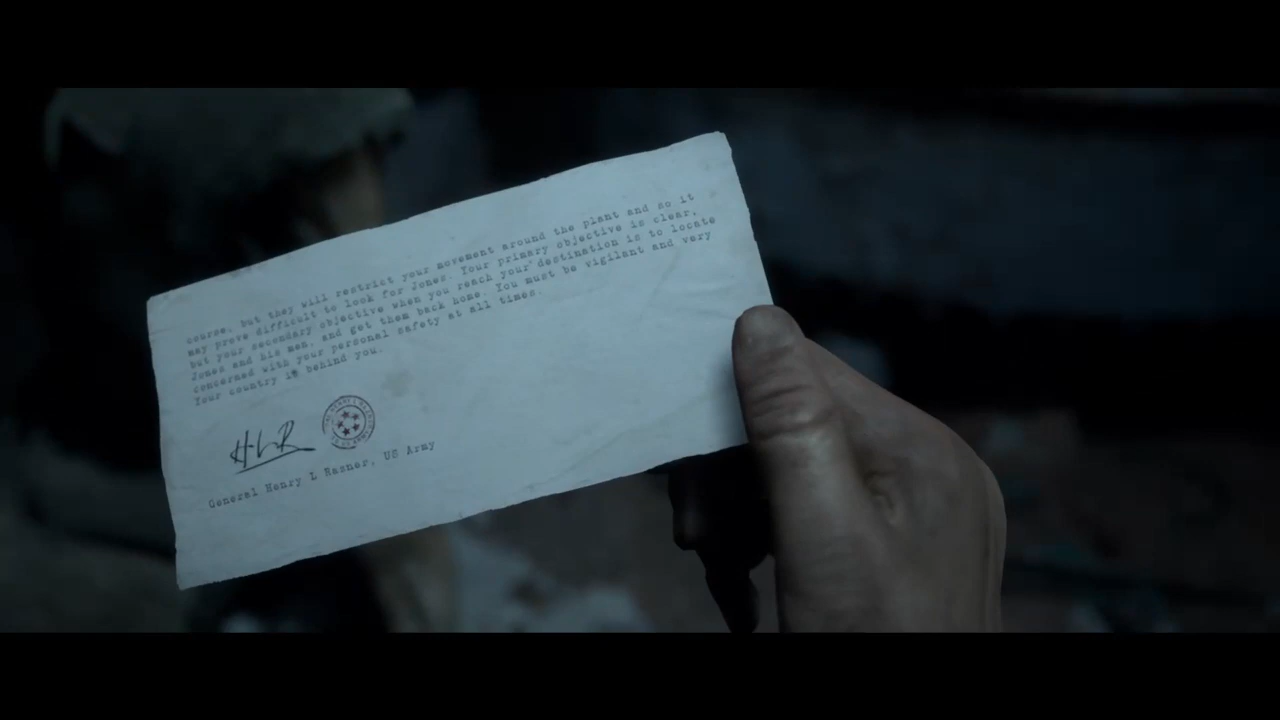 course, but they will restrict your movement around the plant and so it
may prove difficult to look for Jones. Your primary objective is clear,
but your secondary objective when you reach your destination is to locate
Jones and his men, and get them back home. You must be vigilant and very
concerned with your personal safety at all times.
Your country is behind you.
H-L R
General Henry L Rasner, US Army